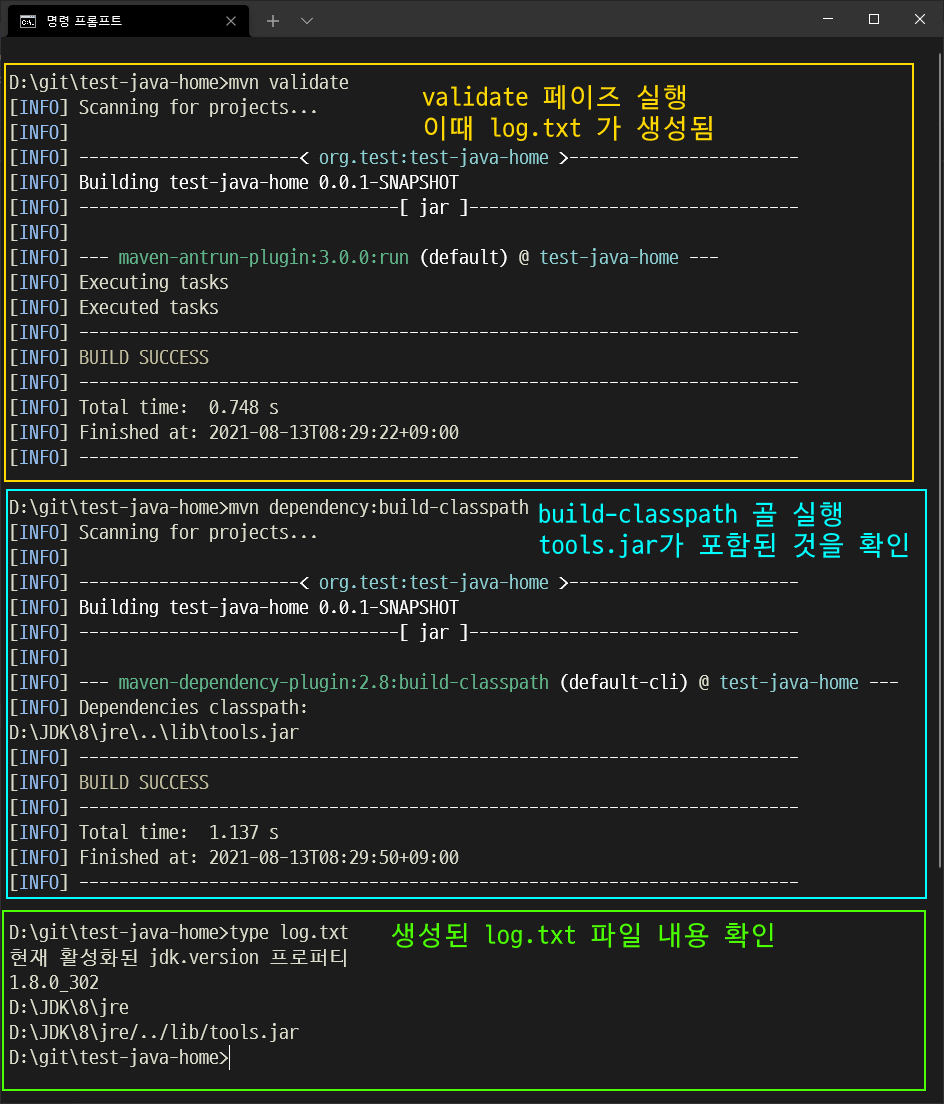 명령 프롬프트
D:\git\test-java-home>mvn validate
[INFO] Scanning for projects...
validate 페이즈 실행
이때 log.txt 가 생성됨
[INFO]
[INFO] ----------------------< org.test:test-java-home >-----------------------
[INFO] Building test-java-home 0.0.1-SNAPSHOT
[INFO] --------------------------------[ jar ]---------------------------------
[INFO]
[INFO] --- maven-antrun-plugin:3.0.0:run (default) @ test-java-home ---
[INFO] Executing tasks
[INFO] Executed tasks
[INFO] ------------------------------------------------------------------------
[INFO] BUILD SUCCESS
[INFO] ------------------------------------------------------------------------
[INFO] Total time:  0.748 s
[INFO] Finished at: 2021-08-13T08:29:22+09:00
[INFO] ------------------------------------------------------------------------
D:\git\test-java-home>mvn dependency:build-classpath
build-classpath 골 실행
tools.jar가 포함된 것을 확인
[INFO] Scanning for projects...
[INFO]
[INFO] ----------------------< org.test:test-java-home >-----------------------
[INFO] Building test-java-home 0.0.1-SNAPSHOT
[INFO] --------------------------------[ jar ]---------------------------------
[INFO]
[INFO] --- maven-dependency-plugin:2.8:build-classpath (default-cli) @ test-java-home ---
[INFO] Dependencies classpath:
D:\JDK\8\jre\..\lib\tools.jar
[INFO] ------------------------------------------------------------------------
[INFO] BUILD SUCCESS
[INFO] ------------------------------------------------------------------------
[INFO] Total time:  1.137 s
[INFO] Finished at: 2021-08-13T08:29:50+09:00
[INFO] ------------------------------------------------------------------------
D:\git\test-java-home>type log.txt
생성된 log.txt 파일 내용 확인
현재 활성화된 jdk.version 프로퍼티
1.8.0_302
D:\JDK\8\jre
D:\JDK\8\jre/../lib/tools.jar
D:\git\test-java-home>